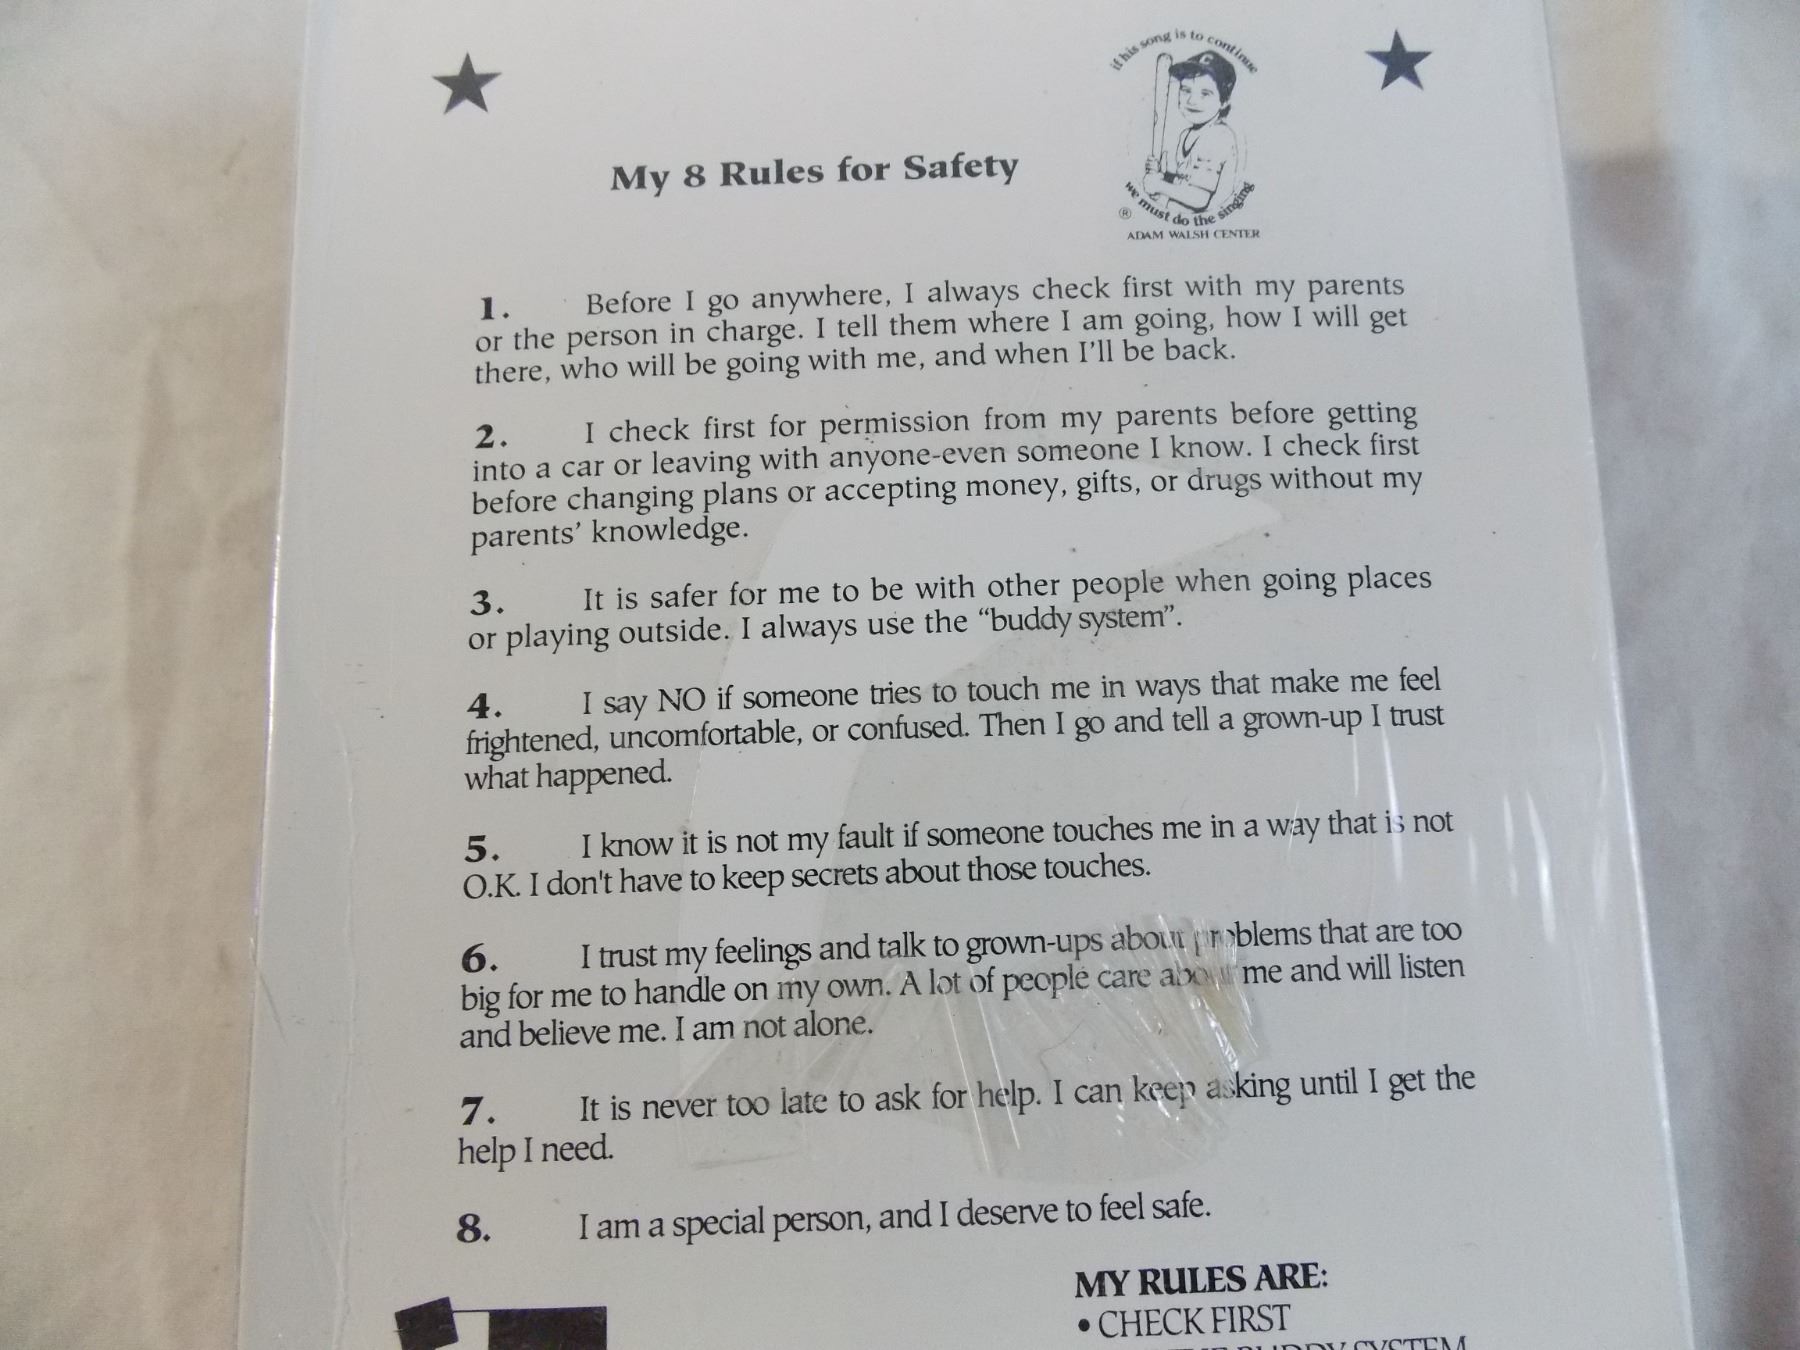 if his song is to continue
we must do the singing
®
ADAM WALSH CENTER
My 8 Rules for Safety
1. Before I go anywhere, I always check first with my parents
or the person in charge. I tell them where I am going, how I will get
there, who will be going with me, and when I'll be back.
2. I check first for permission from my parents before getting
into a car or leaving with anyone-even someone I know. I check first
before changing plans or accepting money, gifts, or drugs without my
parents' knowledge.
3. It is safer for me to be with other people when going places
or playing outside. I always use the “buddy system”.
4. I say NO if someone tries to touch me in ways that make me feel
frightened, uncomfortable, or confused. Then I go and tell a grown-up I trust
what happened.
5. I know it is not my fault if someone touches me in a way that is not
O.K. I don't have to keep secrets about those touches.
6. I trust my feelings and talk to grown-ups about problems that are too
big for me to handle on my own. A lot of people care about me and will listen
and believe me. I am not alone.
7. It is never too late to ask for help. I can keep asking until I get the
help I need.
8. I am a special person, and I deserve to feel safe.
MY RULES ARE:
• CHECK FIRST
THE BUDDY SYSTEM